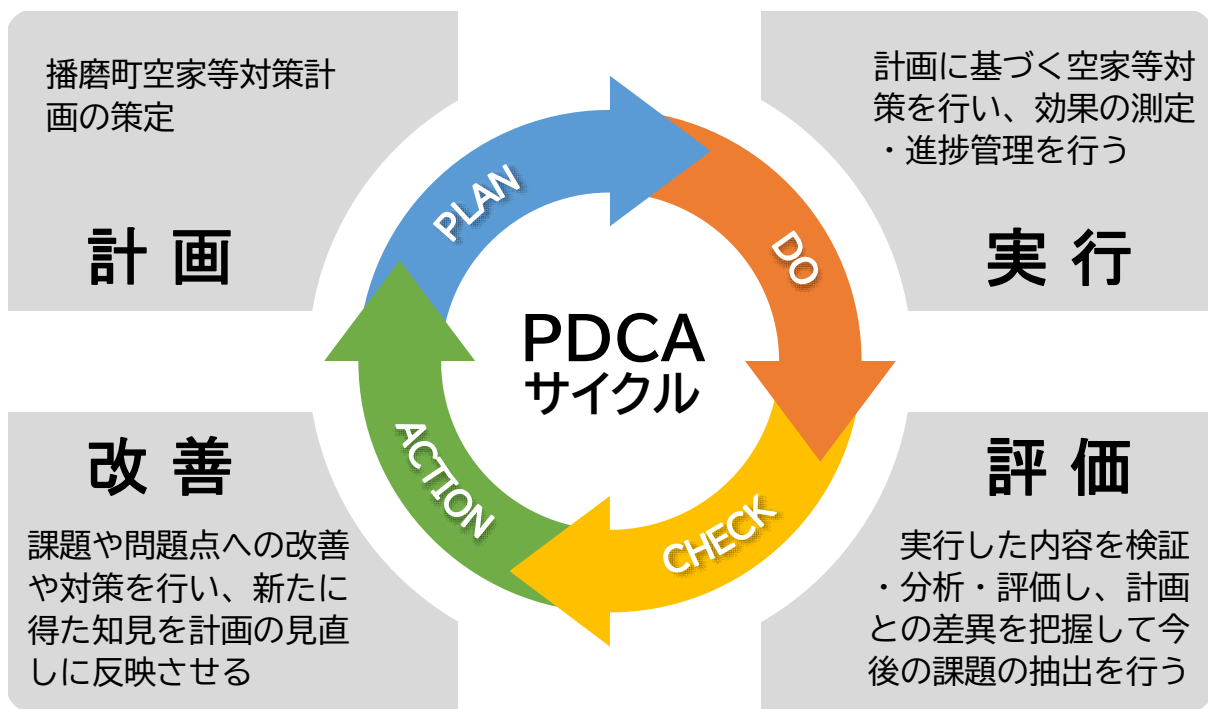 播磨町空家等対策計
画の策定
計画
PLAN
計画に基づく空家等対
策を行い、効果の測定
・進捗管理を行う
実行
DO
PDCA
サイクル
改善
課題や問題点への改善
や対策を行い、新たに
得た知見を計画の見直
しに反映させる
ACTION
評価
実行した内容を検証
・分析・評価し、計画
との差異を把握して今
後の課題の抽出を行う
CHECK